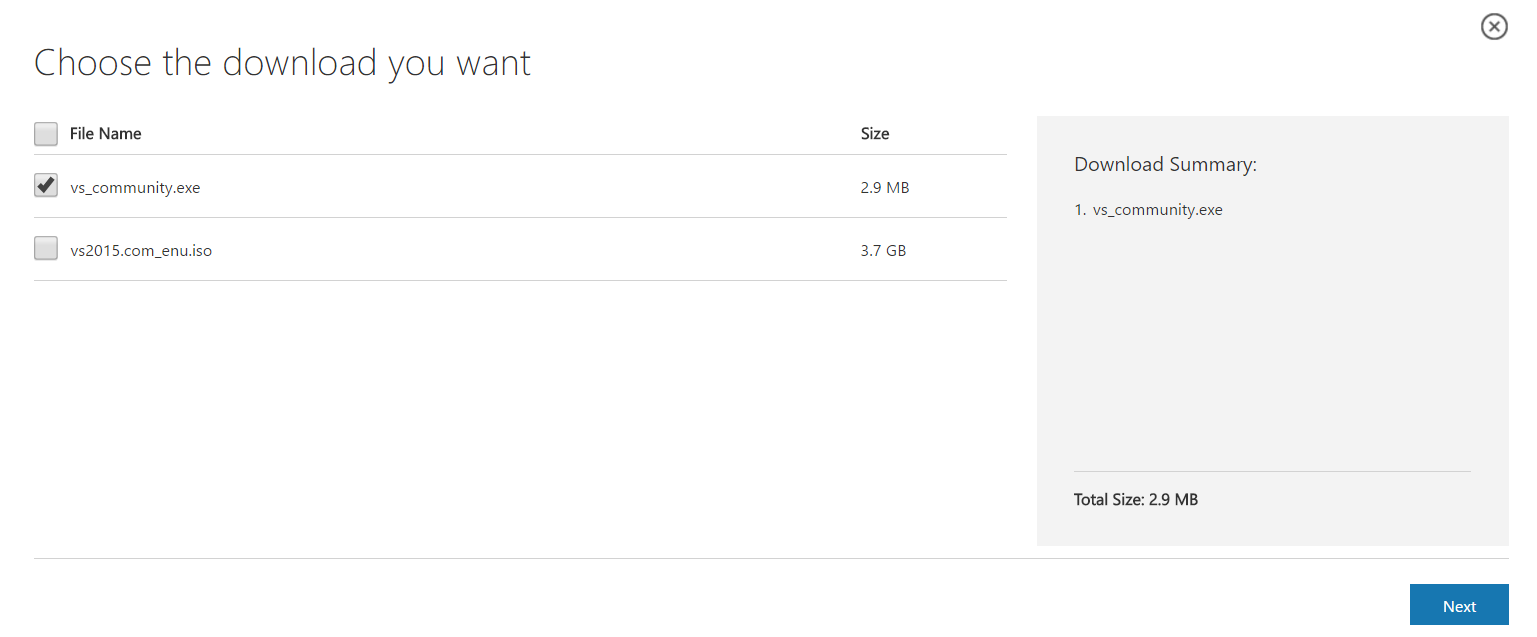 Choose the download you want
File Name Size
vs_community.exe 2.9 MB
vs2015.com_enu.iso 3.7 GB
Download Summary:
1. vs_community.exe
Total Size: 2.9 MB
Next